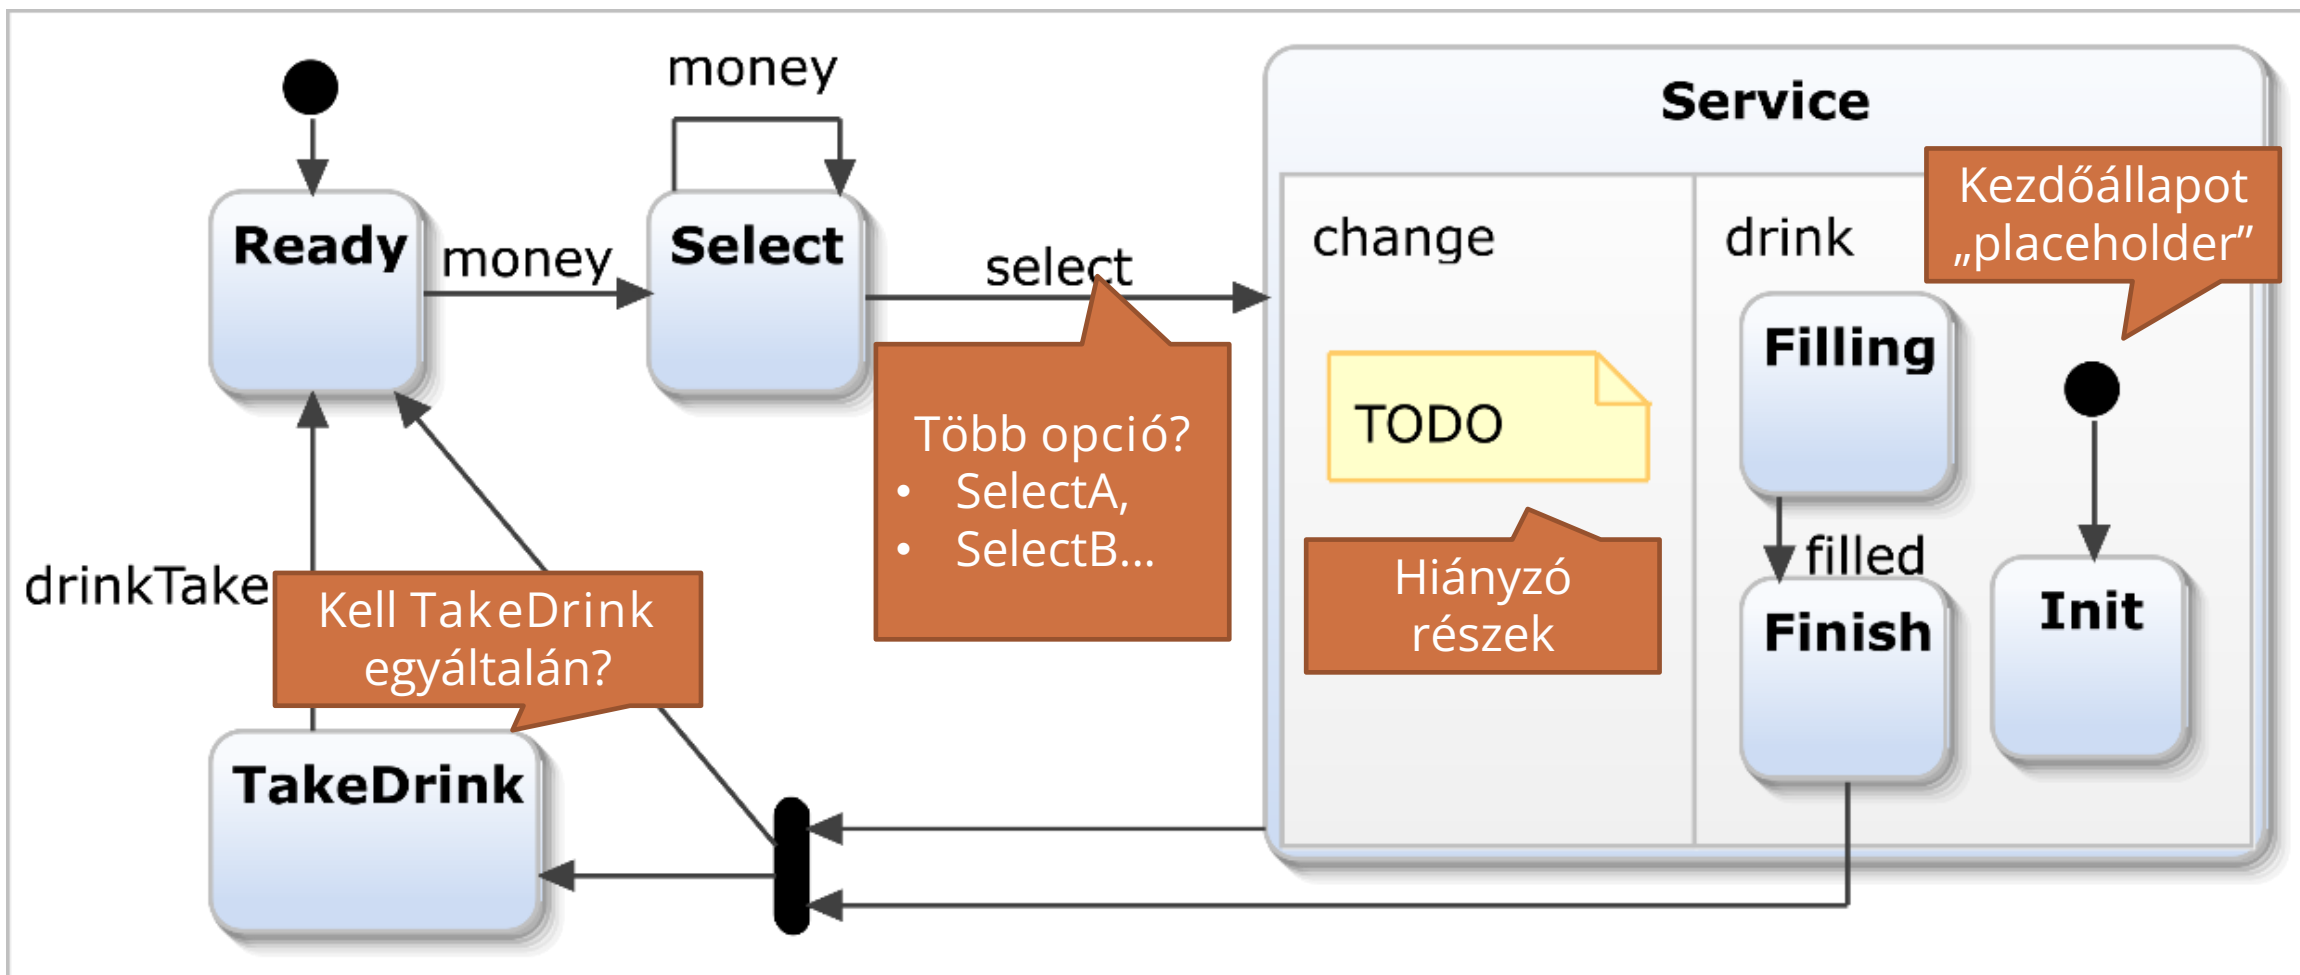 money
Service
Kezdőállapot
„placeholder”
Ready
money
Select
select
change
drink
Filling
TODO
Több opció?
• SelectA,
• SelectB...
filled
Hiányzó
részek
Finish
Init
drinkTake
Kell TakeDrink
egyáltalán?
TakeDrink